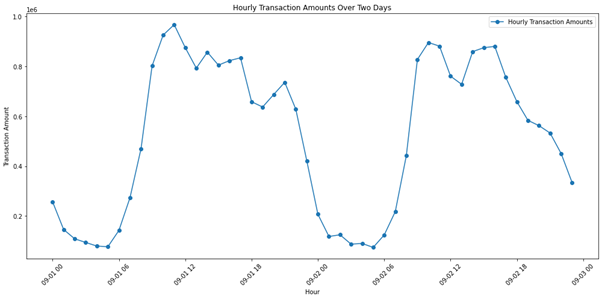 Hourly Transaction Amounts Over Two Days
1e6
Hourly Transaction Amounts
1.0
0.8
0.6
0.4
0.2
Transaction Amount
09-01 00
09-01 06
09-01 12
09-01 18
09-02 00
09-02 06
09-02 12
09-02 18
09-03 00
Hour